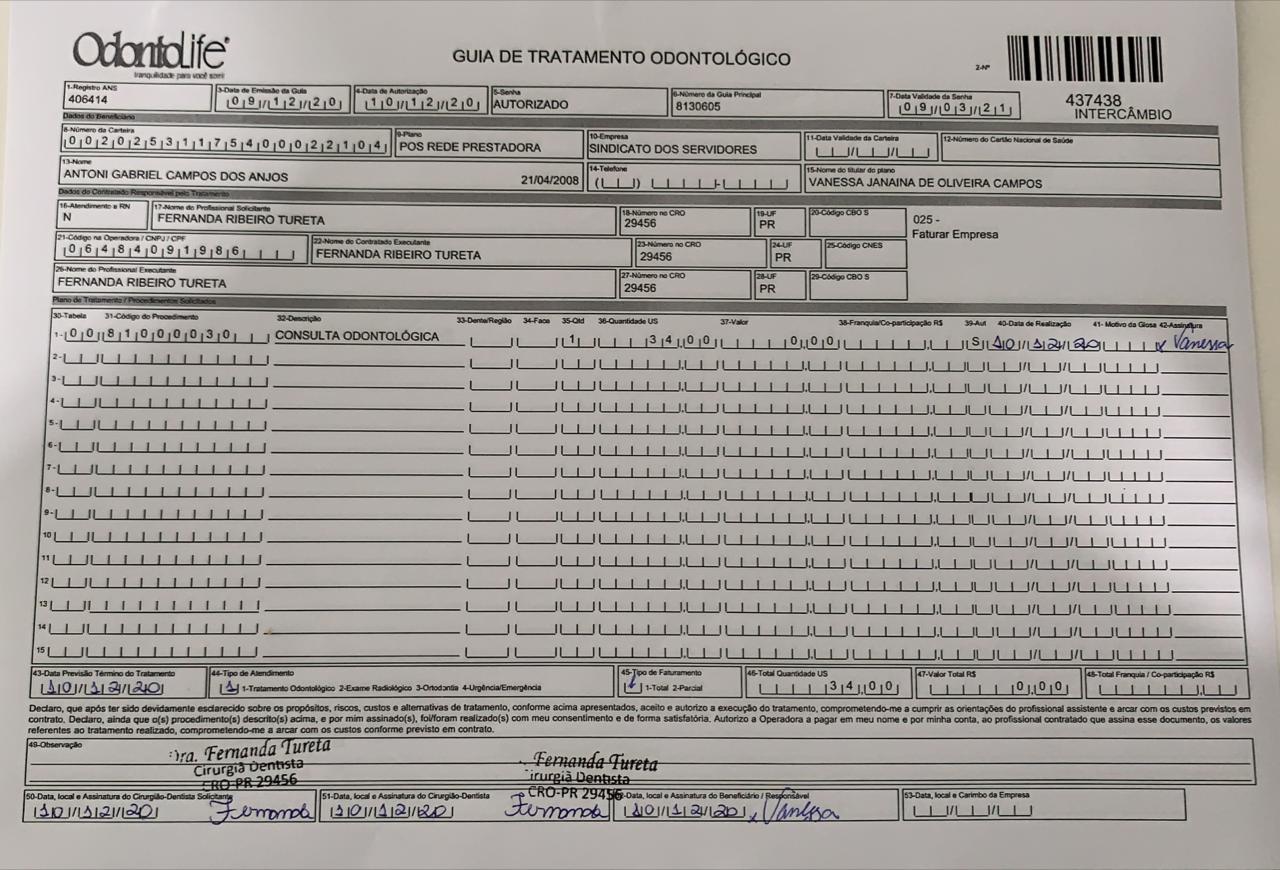 OdontoLife
tranquilidade para você sorrir
GUIA DE TRATAMENTO ODONTOLÓGICO
2-Nº
437438
INTERCÂMBIO
1-Registro ANS
406414
3-Data de Emissão da Guia
09/12/20
4-Data de Autorização
10/12/20
5-Senha
AUTORIZADO
6-Número da Guia Principal
8130605
7-Data Validade da Senha
09/03/21
Dados do Beneficiário
8-Número da Carteira
00202531175400022104
9-Plano
POS REDE PRESTADORA
10-Empresa
SINDICATO DOS SERVIDORES
11-Data Validade da Carteira
12-Número do Cartão Nacional de Saúde
13-Nome
ANTONI GABRIEL CAMPOS DOS ANJOS 21/04/2008
14-Telefone
15-Nome do titular do plano
VANESSA JANAINA DE OLIVEIRA CAMPOS
Dados do Contratado Responsável pelo Tratamento
16-Atendimento a RN
N
17-Nome do Profissional Solicitante
FERNANDA RIBEIRO TURETA
18-Número no CRO
29456
19-UF
PR
20-Código CBO S
025 -
Faturar Empresa
21-Código na Operadora / CNPJ / CPF
06484091986
22-Nome do Contratado Executante
FERNANDA RIBEIRO TURETA
23-Número no CRO
29456
24-UF
PR
25-Código CNES
26-Nome do Profissional Executante
FERNANDA RIBEIRO TURETA
27-Número no CRO
29456
28-UF
PR
29-Código CBO S
Plano de Tratamento / Procedimentos Solicitados
30-Tabela 31-Código do Procedimento 32-Descrição 33-Dente/Região 34-Face 35-Qtd 36-Quantidade US 37-Valor 38-Franquia/Co-participação R$ 39-Aut 40-Data de Realização 41- Motivo da Glosa 42-Assinatura
1- 00 81000030 CONSULTA ODONTOLÓGICA 1 34,00 0,00 S 10/12/20 x Vanessa
2-
3-
4-
5-
6-
7-
8-
9-
10
11
12
13
14
15
43-Data Previsão Término do Tratamento
10/12/20
44-Tipo de Atendimento
1 1-Tratamento Odontológico 2-Exame Radiológico 3-Ortodontia 4-Urgência/Emergência
45-Tipo de Faturamento
1 1-Total 2-Parcial
46-Total Quantidade US
34,00
47-Valor Total R$
0,00
48-Total Franquia / Co-participação R$
Declaro, que após ter sido devidamente esclarecido sobre os propósitos, riscos, custos e alternativas de tratamento, conforme acima apresentados, aceito e autorizo a execução do tratamento, comprometendo-me a cumprir as orientações do profissional assistente e arcar com os custos previstos em
contrato. Declaro, ainda que o(s) procedimento(s) descrito(s) acima, e por mim assinado(s), foi/foram realizado(s) com meu consentimento e de forma satisfatória. Autorizo a Operadora a pagar em meu nome e por minha conta, ao profissional contratado que assina esse documento, os valores
referentes ao tratamento realizado, comprometendo-me a arcar com os custos conforme previsto em contrato.
49-Observação
Dra. Fernanda Tureta
Cirurgiã Dentista
CRO-PR 29456
Fernanda Tureta
irurgiã Dentista
CRO-PR 29456
50-Data, local e Assinatura do Cirurgião-Dentista Solicitante
10/12/20 Fernanda
51-Data, local e Assinatura do Cirurgião-Dentista
10/12/20 Fernanda
-Data, local e Assinatura do Beneficiário / Responsável
10/12/20 x Vanessa
53-Data, local e Carimbo da Empresa